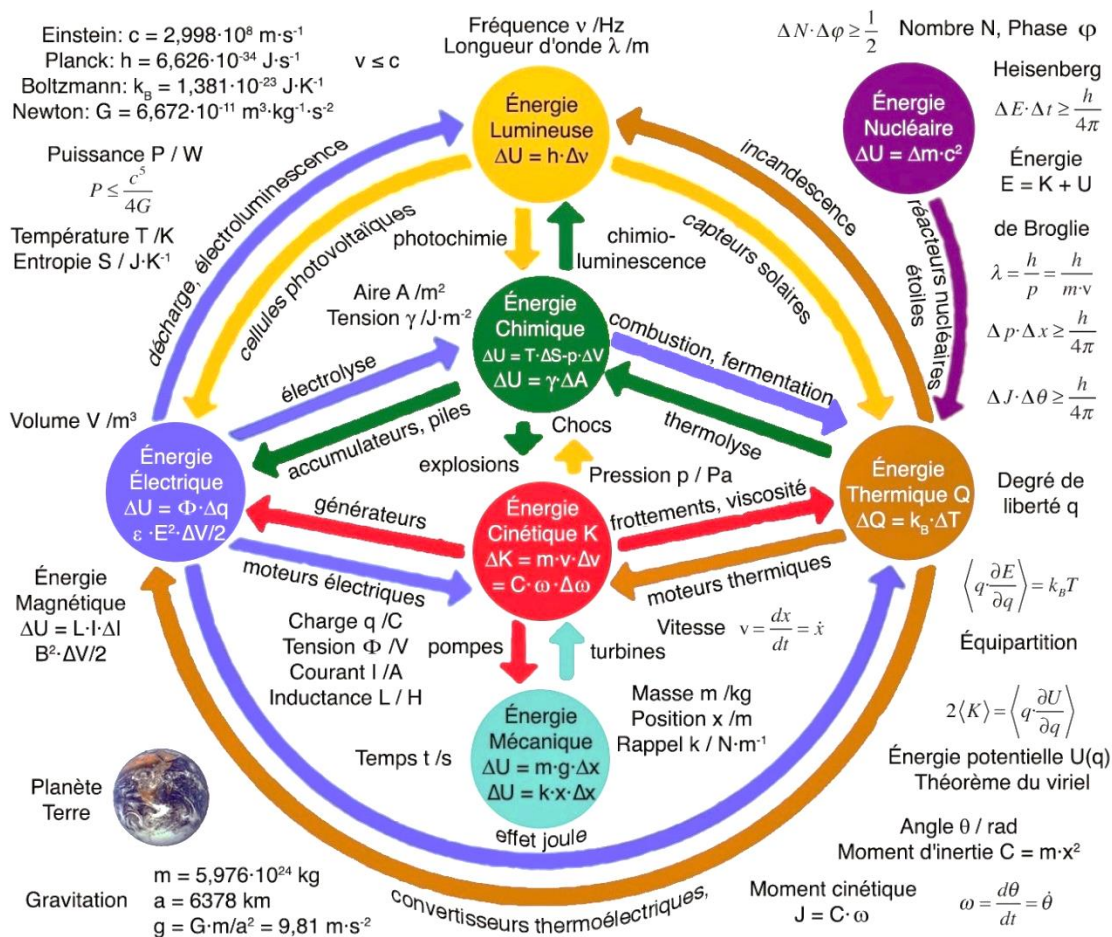 Einstein: c = 2,998·10⁸ m·s⁻¹
Planck: h = 6,626·10⁻³⁴ J·s⁻¹
Boltzmann: k_B = 1,381·10⁻²³ J·K⁻¹
Newton: G = 6,672·10⁻¹¹ m³·kg⁻¹·s⁻²
v ≤ c
Fréquence ν /Hz
Longueur d'onde λ /m
ΔN·Δφ ≥ 1/2
Nombre N, Phase φ
Puissance P / W
P ≤ c⁵/4G
Température T /K
Entropie S / J·K⁻¹
Énergie
Lumineuse
ΔU = h·Δν
Énergie
Nucléaire
ΔU = Δm·c²
Heisenberg
ΔE·Δt ≥ h/4π
Énergie
E = K + U
de Broglie
λ = h/p = h/m·v
Δp·Δx ≥ h/4π
ΔJ·Δθ ≥ h/4π
décharge, électroluminescence
cellules photovoltaïques
photochimie
chimio-
luminescence
capteurs solaires
incandescence
réacteurs nucléaires
étoiles
Aire A /m²
Tension γ /J·m⁻²
Énergie
Chimique
ΔU = T·ΔS-p·ΔV
ΔU = γ·ΔA
électrolyse
accumulateurs, piles
combustion, fermentation
thermolyse
Volume V /m³
explosions
Chocs
Pression p / Pa
Énergie
Électrique
ΔU = Φ·Δq
ε·E²·ΔV/2
générateurs
moteurs électriques
Énergie
Cinétique K
ΔK = m·v·Δv
= C·ω·Δω
frottements, viscosité
moteurs thermiques
Énergie
Thermique Q
ΔQ = k_B·ΔT
Degré de
liberté q
Énergie
Magnétique
ΔU = L·I·ΔI
B²·ΔV/2
Charge q /C
Tension Φ /V
Courant I /A
Inductance L / H
pompes
turbines
Vitesse v = dx/dt = ẋ
⟨q·∂E/∂q⟩ = k_BT
Équipartition
2⟨K⟩ = ⟨q·∂U/∂q⟩
Énergie potentielle U(q)
Théorème du viriel
Temps t /s
Énergie
Mécanique
ΔU = m·g·Δx
ΔU = k·x·Δx
Masse m /kg
Position x /m
Rappel k / N·m⁻¹
effet joule
convertisseurs thermoélectriques,
Planète
Terre
Gravitation
m = 5,976·10²⁴ kg
a = 6378 km
g = G·m/a² = 9,81 m·s⁻²
Angle θ / rad
Moment d'inertie C = m·x²
Moment cinétique
J = C·ω
ω = dθ/dt = θ̇